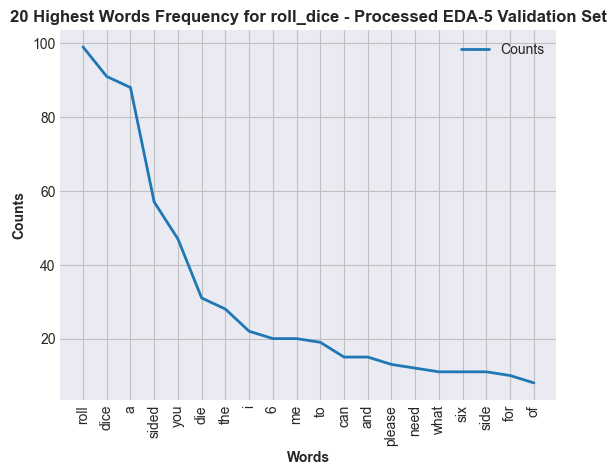 20 Highest Words Frequency for roll_dice - Processed EDA-5 Validation Set
Counts
100
80
60
40
20
Counts
roll
dice
a
sided
you
die
the
i
6
me
to
can
and
please
need
what
six
side
for
of
Words